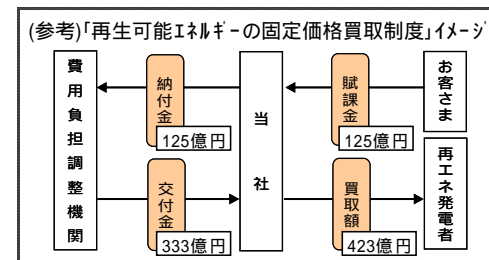 (参考)｢再生可能ｴﾈﾙｷﾞｰの固定価格買取制度｣ｲﾒｰｼﾞ
費用負担調整機関
納付金
125億円
交付金
333億円
当社
賦課金
125億円
買取額
423億円
お客さま
再エネ発電者